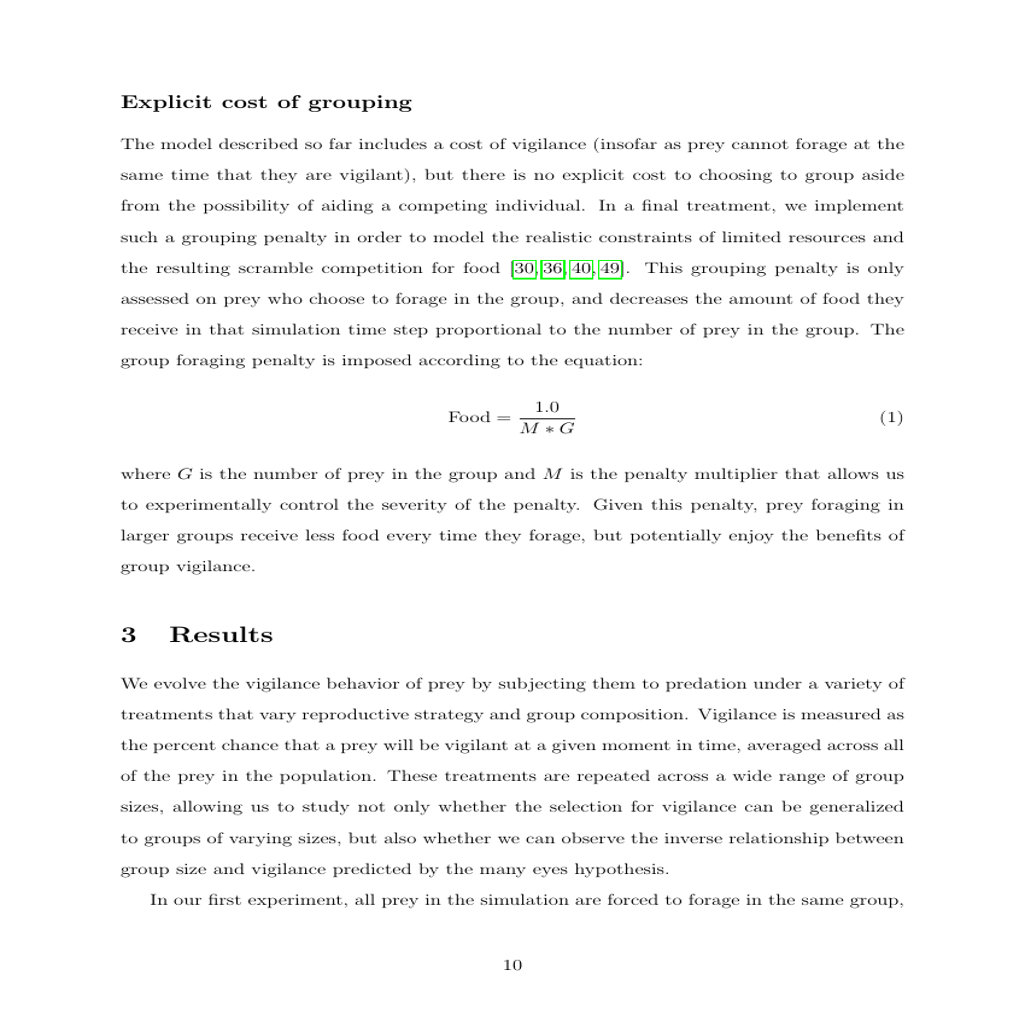 Explicit cost of grouping
The model described so far includes a cost of vigilance (insofar as prey cannot forage at the
same time that they are vigilant), but there is no explicit cost to choosing to group aside
from the possibility of aiding a competing individual. In a final treatment, we implement
such a grouping penalty in order to model the realistic constraints of limited resources and
the resulting scramble competition for food [30, 36, 40, 49]. This grouping penalty is only
assessed on prey who choose to forage in the group, and decreases the amount of food they
receive in that simulation time step proportional to the number of prey in the group. The
group foraging penalty is imposed according to the equation:
Food = 1.0 / M ∗ G (1)
where G is the number of prey in the group and M is the penalty multiplier that allows us
to experimentally control the severity of the penalty. Given this penalty, prey foraging in
larger groups receive less food every time they forage, but potentially enjoy the benefits of
group vigilance.
3 Results
We evolve the vigilance behavior of prey by subjecting them to predation under a variety of
treatments that vary reproductive strategy and group composition. Vigilance is measured as
the percent chance that a prey will be vigilant at a given moment in time, averaged across all
of the prey in the population. These treatments are repeated across a wide range of group
sizes, allowing us to study not only whether the selection for vigilance can be generalized
to groups of varying sizes, but also whether we can observe the inverse relationship between
group size and vigilance predicted by the many eyes hypothesis.
In our first experiment, all prey in the simulation are forced to forage in the same group,
10